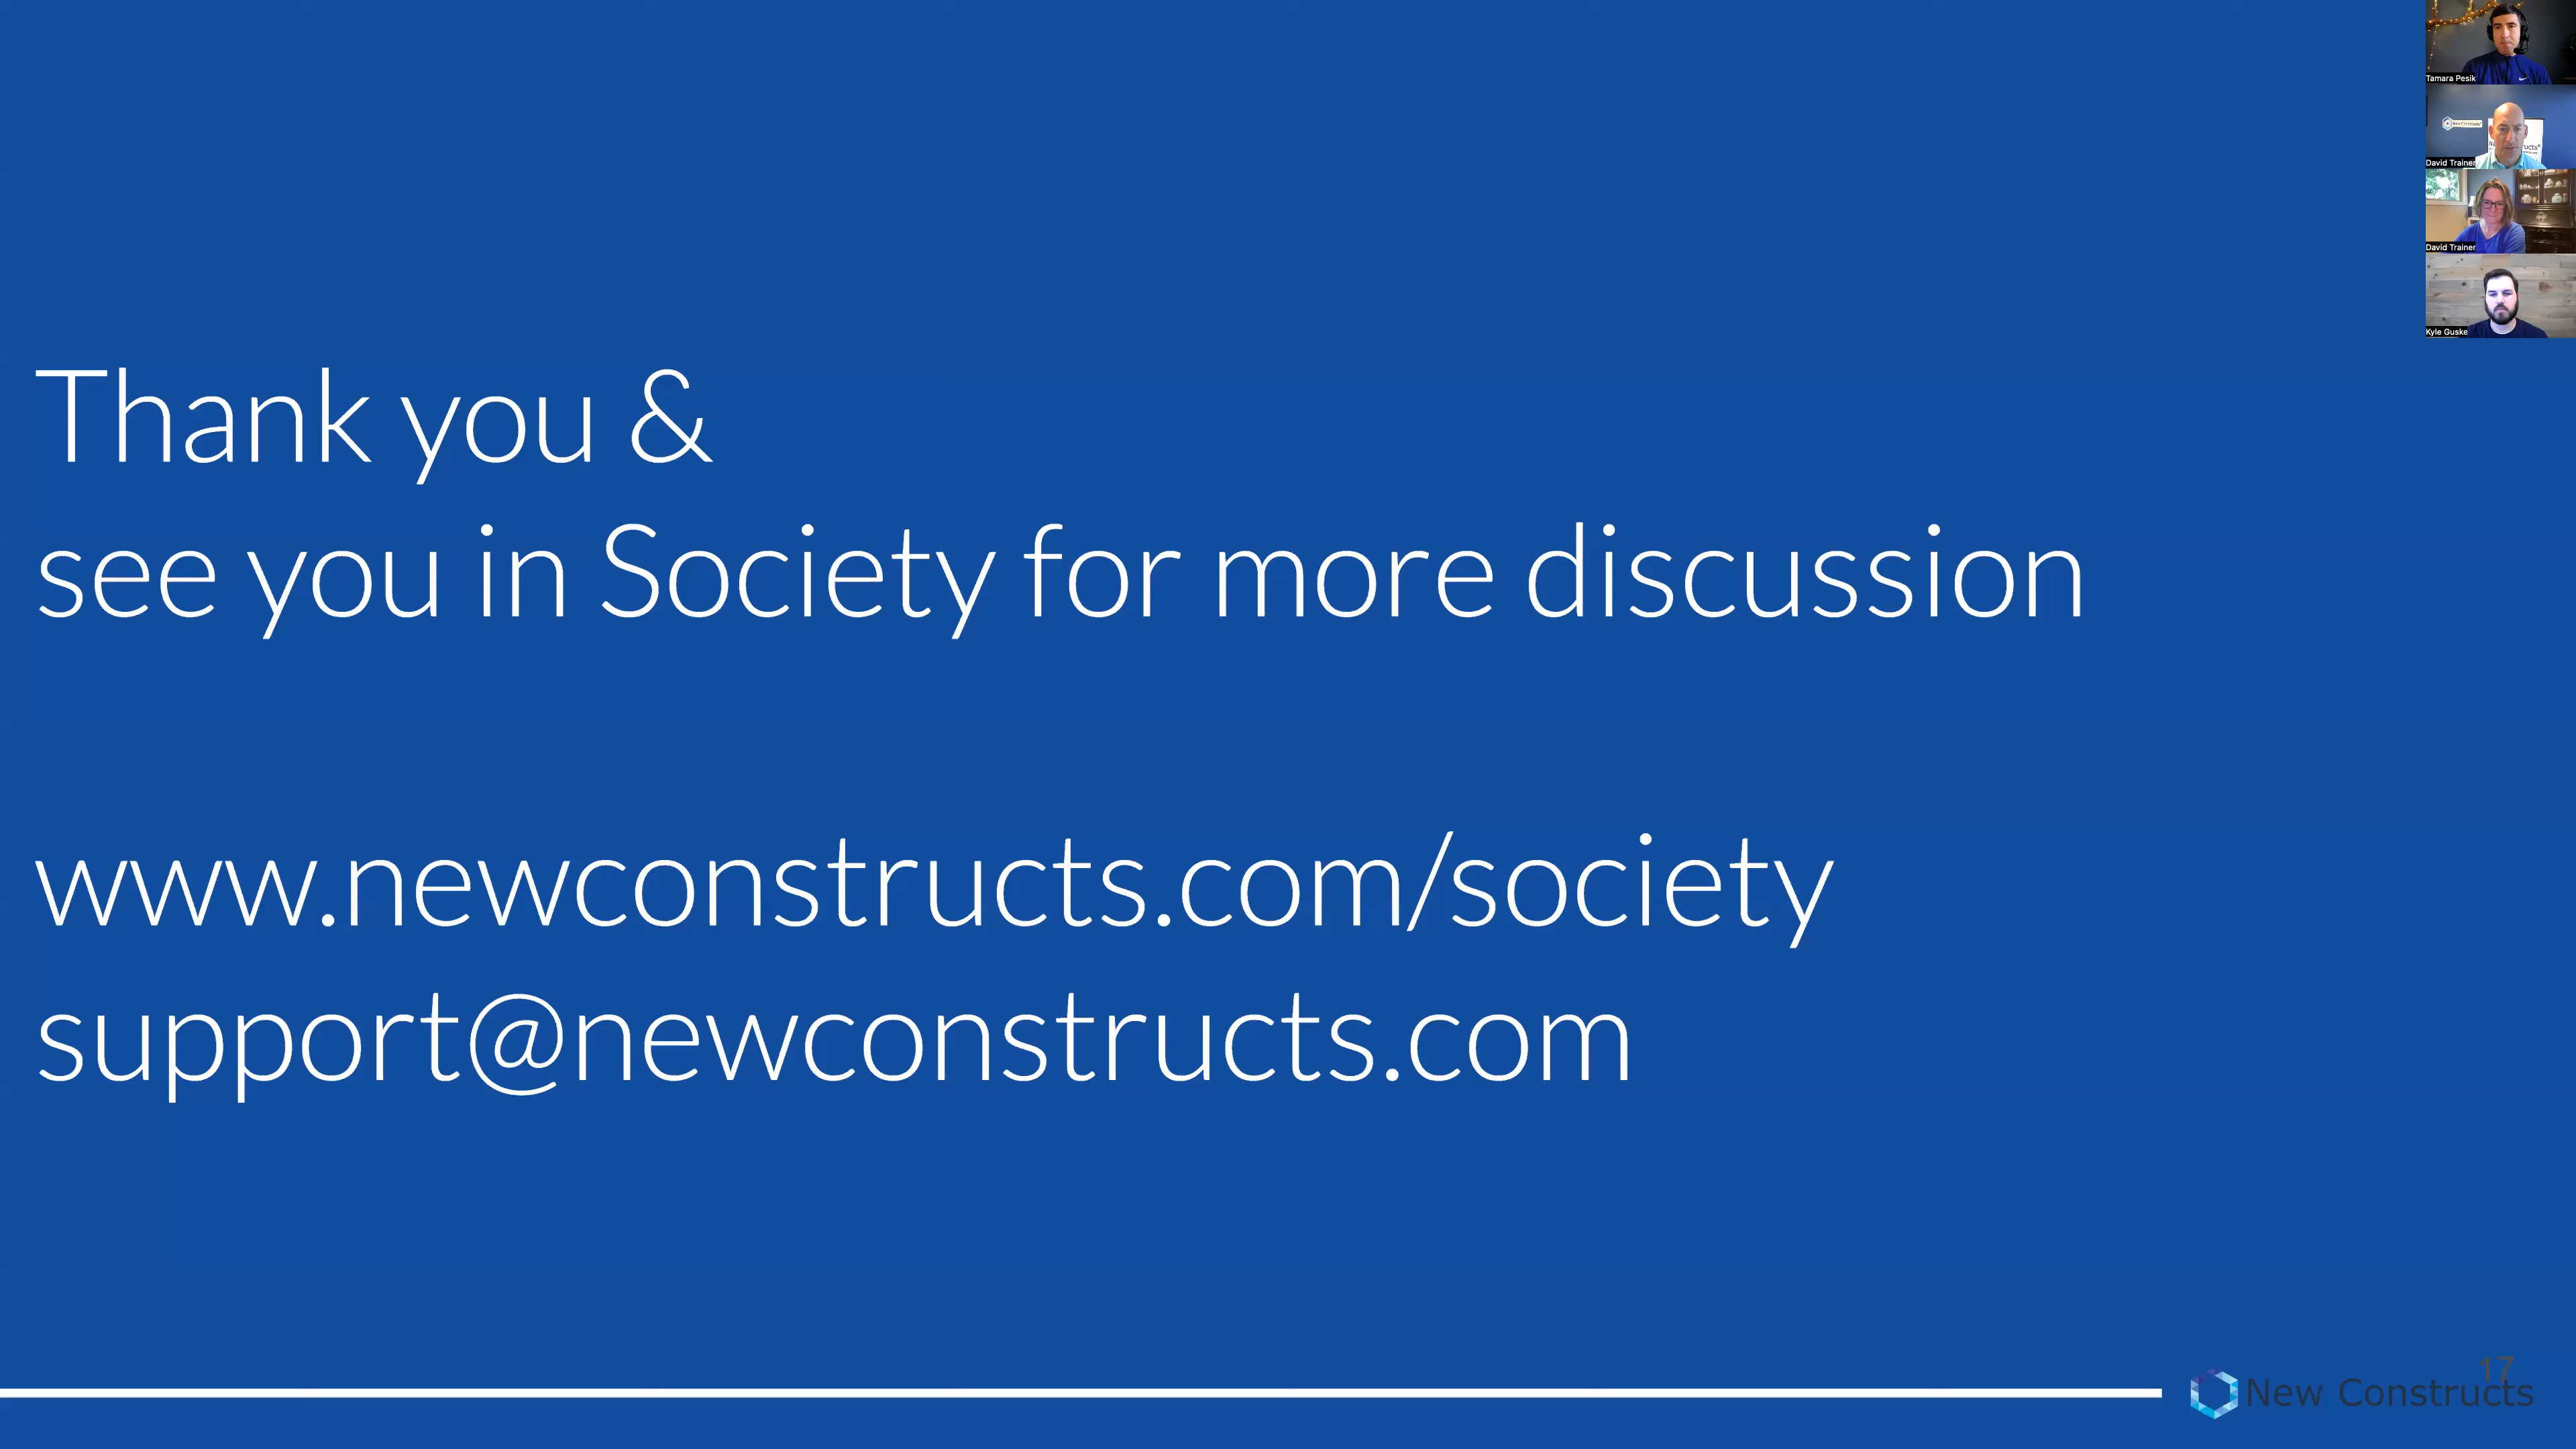 Thank you &
see you in Society for more discussion
www.newconstructs.com/society
support@newconstructs.com
Tamara Pesik
David Trainer
David Trainer
Kyle Guske
17
New Constructs